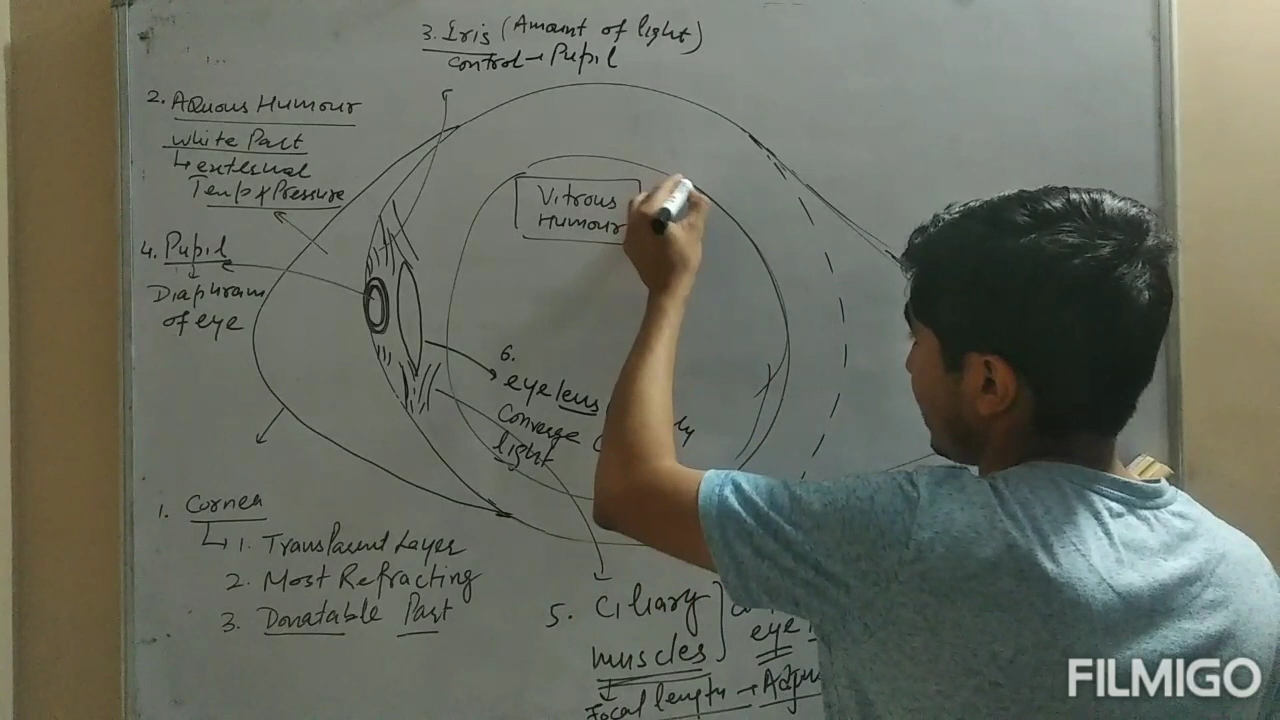 3. Iris (Amount of light)
control → Pupil
2. Aquous Humour
White Part
↳ external
Temp & Pressure
4. Pupil
Diaphram
of eye
Vitrous
Humour
6.
eye lens
Converge
light
1. Cornea
↳ 1. Transparent Layer
2. Most Refracting
3. Donatable Part
5. Ciliary
muscles
eye
Focal length →
FILMIGO